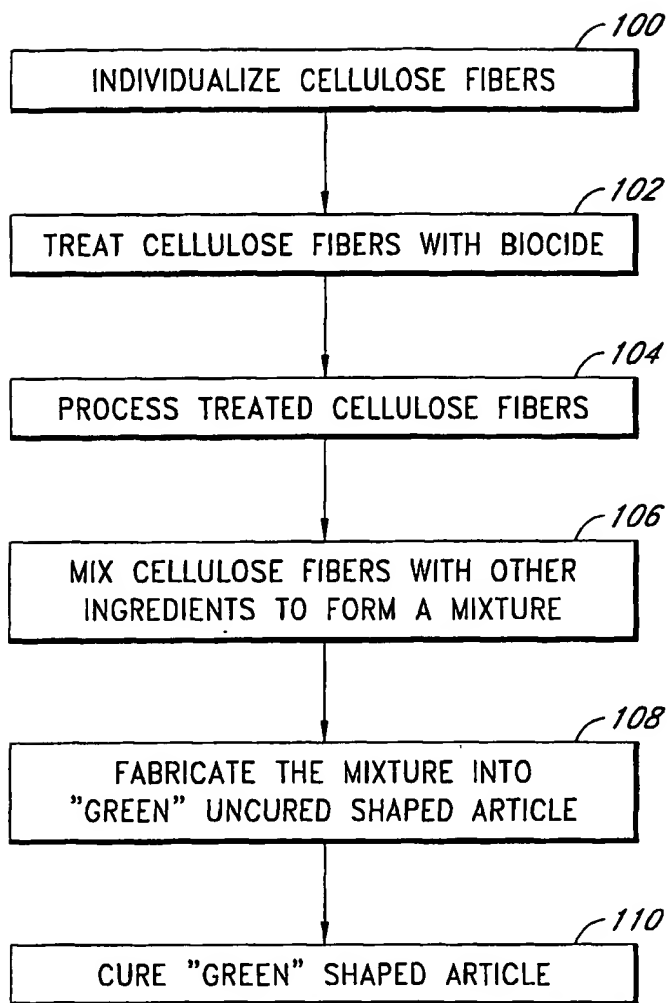 100
INDIVIDUALIZE CELLULOSE FIBERS
102
TREAT CELLULOSE FIBERS WITH BIOCIDE
104
PROCESS TREATED CELLULOSE FIBERS
106
MIX CELLULOSE FIBERS WITH OTHER
INGREDIENTS TO FORM A MIXTURE
108
FABRICATE THE MIXTURE INTO
"GREEN" UNCURED SHAPED ARTICLE
110
CURE "GREEN" SHAPED ARTICLE